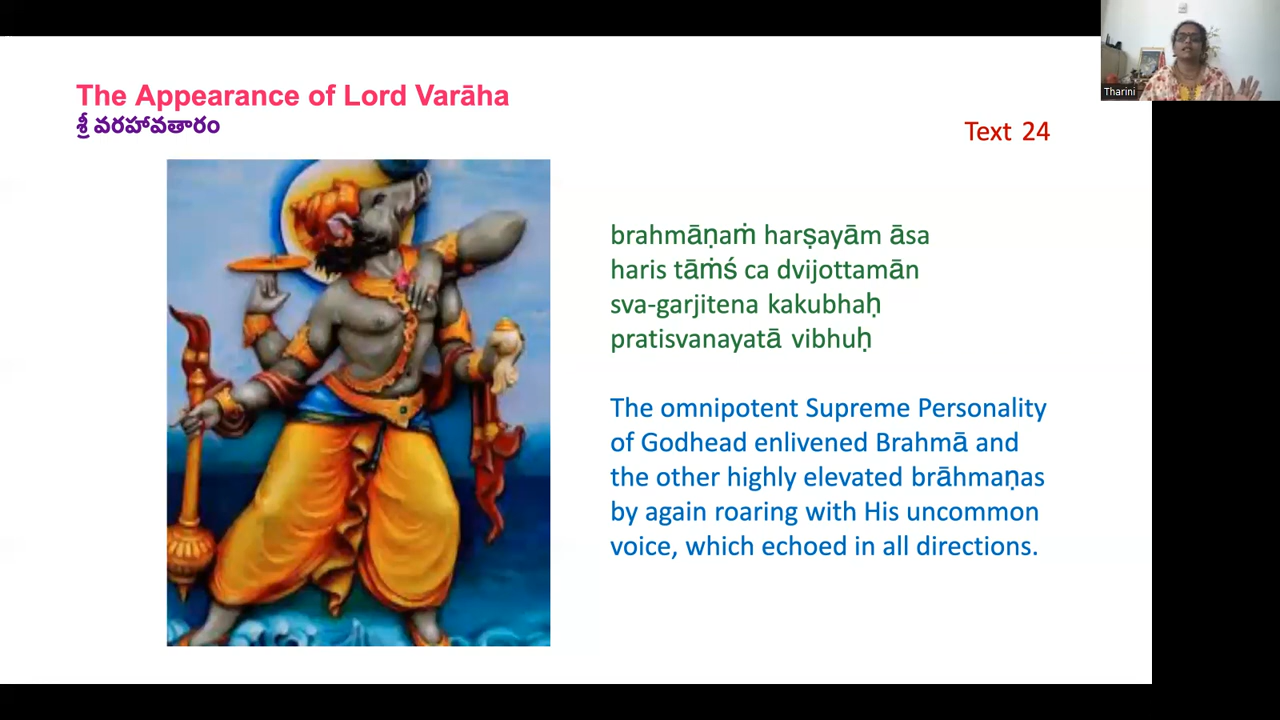 The Appearance of Lord Varāha
శ్రీ వరహావతారం
Text 24
brahmāṇaṁ harṣayām āsa
haris tāṁś ca dvijottamān
sva-garjitena kakubhaḥ
pratisvanayatā vibhuḥ
The omnipotent Supreme Personality
of Godhead enlivened Brahmā and
the other highly elevated brāhmaṇas
by again roaring with His uncommon
voice, which echoed in all directions.
Tharini